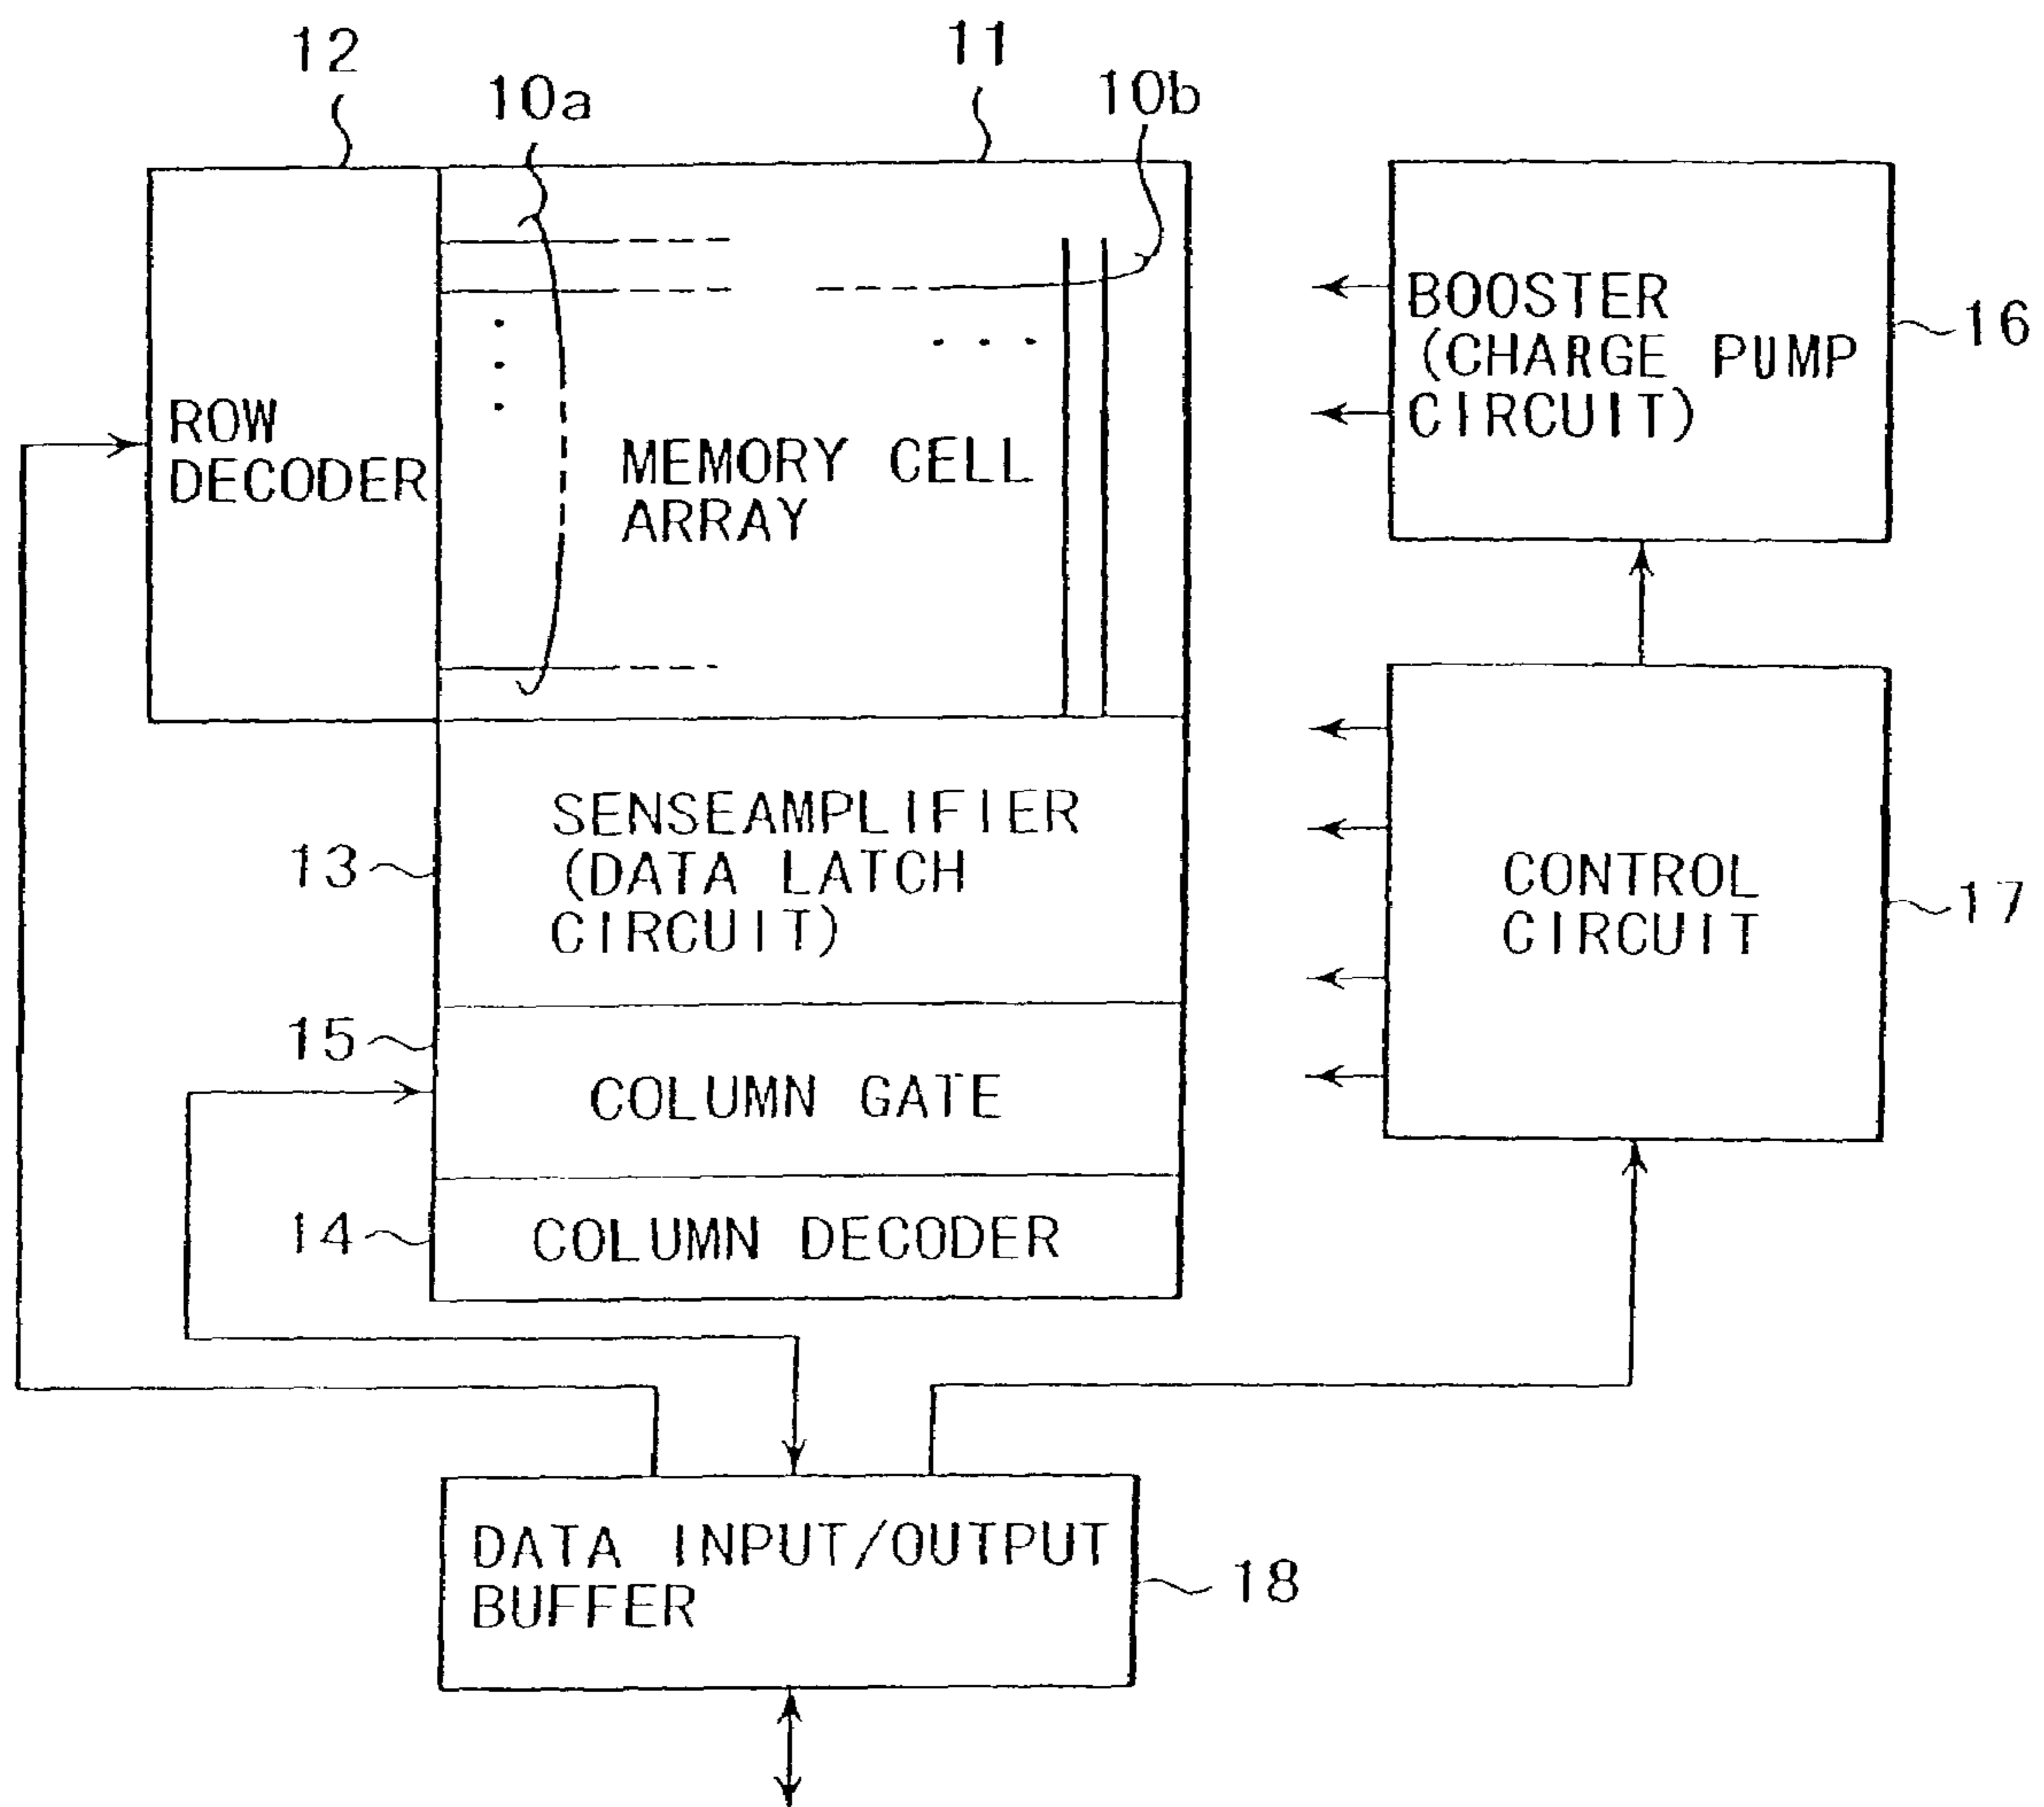 12
11
10a
10b
ROW
DECODER
MEMORY CELL
ARRAY
BOOSTER
(CHARGE PUMP
CIRCUIT)
16
SENSEAMPLIFIER
(DATA LATCH
CIRCUIT)
13
CONTROL
CIRCUIT
17
15
COLUMN GATE
14
COLUMN DECODER
DATA INPUT/OUTPUT
BUFFER
18